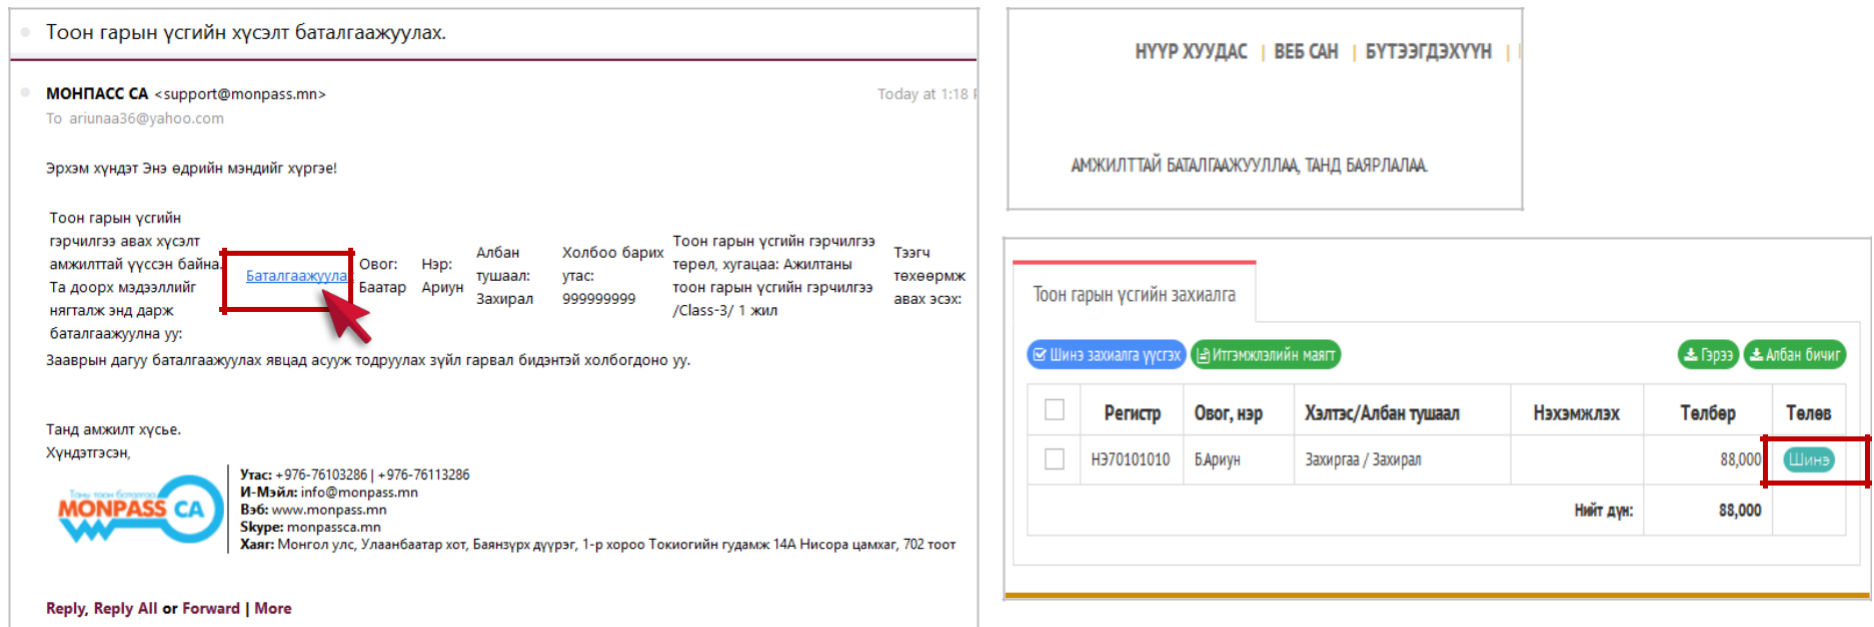 Тоон гарын үсгийн хүсэлт баталгаажуулах.
МОНПАСС СА <support@monpass.mn>
Today at 1:18
To ariunaa36@yahoo.com
Эрхэм хүндэт Энэ өдрийн мэндийг хүргэе!
Тоон гарын үсгийн
гэрчилгээ авах хүсэлт
амжилттай үүссэн байна.
Та доорх мэдээллийг
нягталж энд дарж
баталгаажуулна уу:
Баталгаажуулах
Овог:
Баатар
Нэр:
Ариун
Албан
тушаал:
Захирал
Холбоо барих
утас:
999999999
Тоон гарын үсгийн гэрчилгээ
төрөл, хугацаа: Ажилтаны
тоон гарын үсгийн гэрчилгээ
/Class-3/ 1 жил
Тээгч
төхөөрмж
авах эсэх:
Зааврын дагуу баталгаажуулах явцад асууж тодруулах зүйл гарвал бидэнтэй холбогдоно уу.
Танд амжилт хүсье.
Хүндэтгэсэн,
Таны тоон баталгаа
MONPASS CA
Утас: +976-76103286 | +976-76113286
И-Мэйл: info@monpass.mn
Вэб: www.monpass.mn
Skype: monpassca.mn
Хаяг: Монгол улс, Улаанбаатар хот, Баянзүрх дүүрэг, 1-р хороо Токиогийн гудамж 14А Нисора цамхаг, 702 тоот
Reply, Reply All or Forward | More
НҮҮР ХУУДАС | ВЕБ САН | БҮТЭЭГДЭХҮҮН |
АМЖИЛТТАЙ БАТАЛГААЖУУЛЛАА, ТАНД БАЯРЛАЛАА.
Тоон гарын үсгийн захиалга
Шинэ захиалга үүсгэх Итгэмжлэлийн маягт Гэрээ Албан бичиг
Регистр Овог, нэр Хэлтэс/Албан тушаал Нэхэмжлэх Төлбөр Төлөв
НЭ70101010 Б.Ариун Захиргаа / Захирал 88,000 Шинэ
Нийт дүн: 88,000